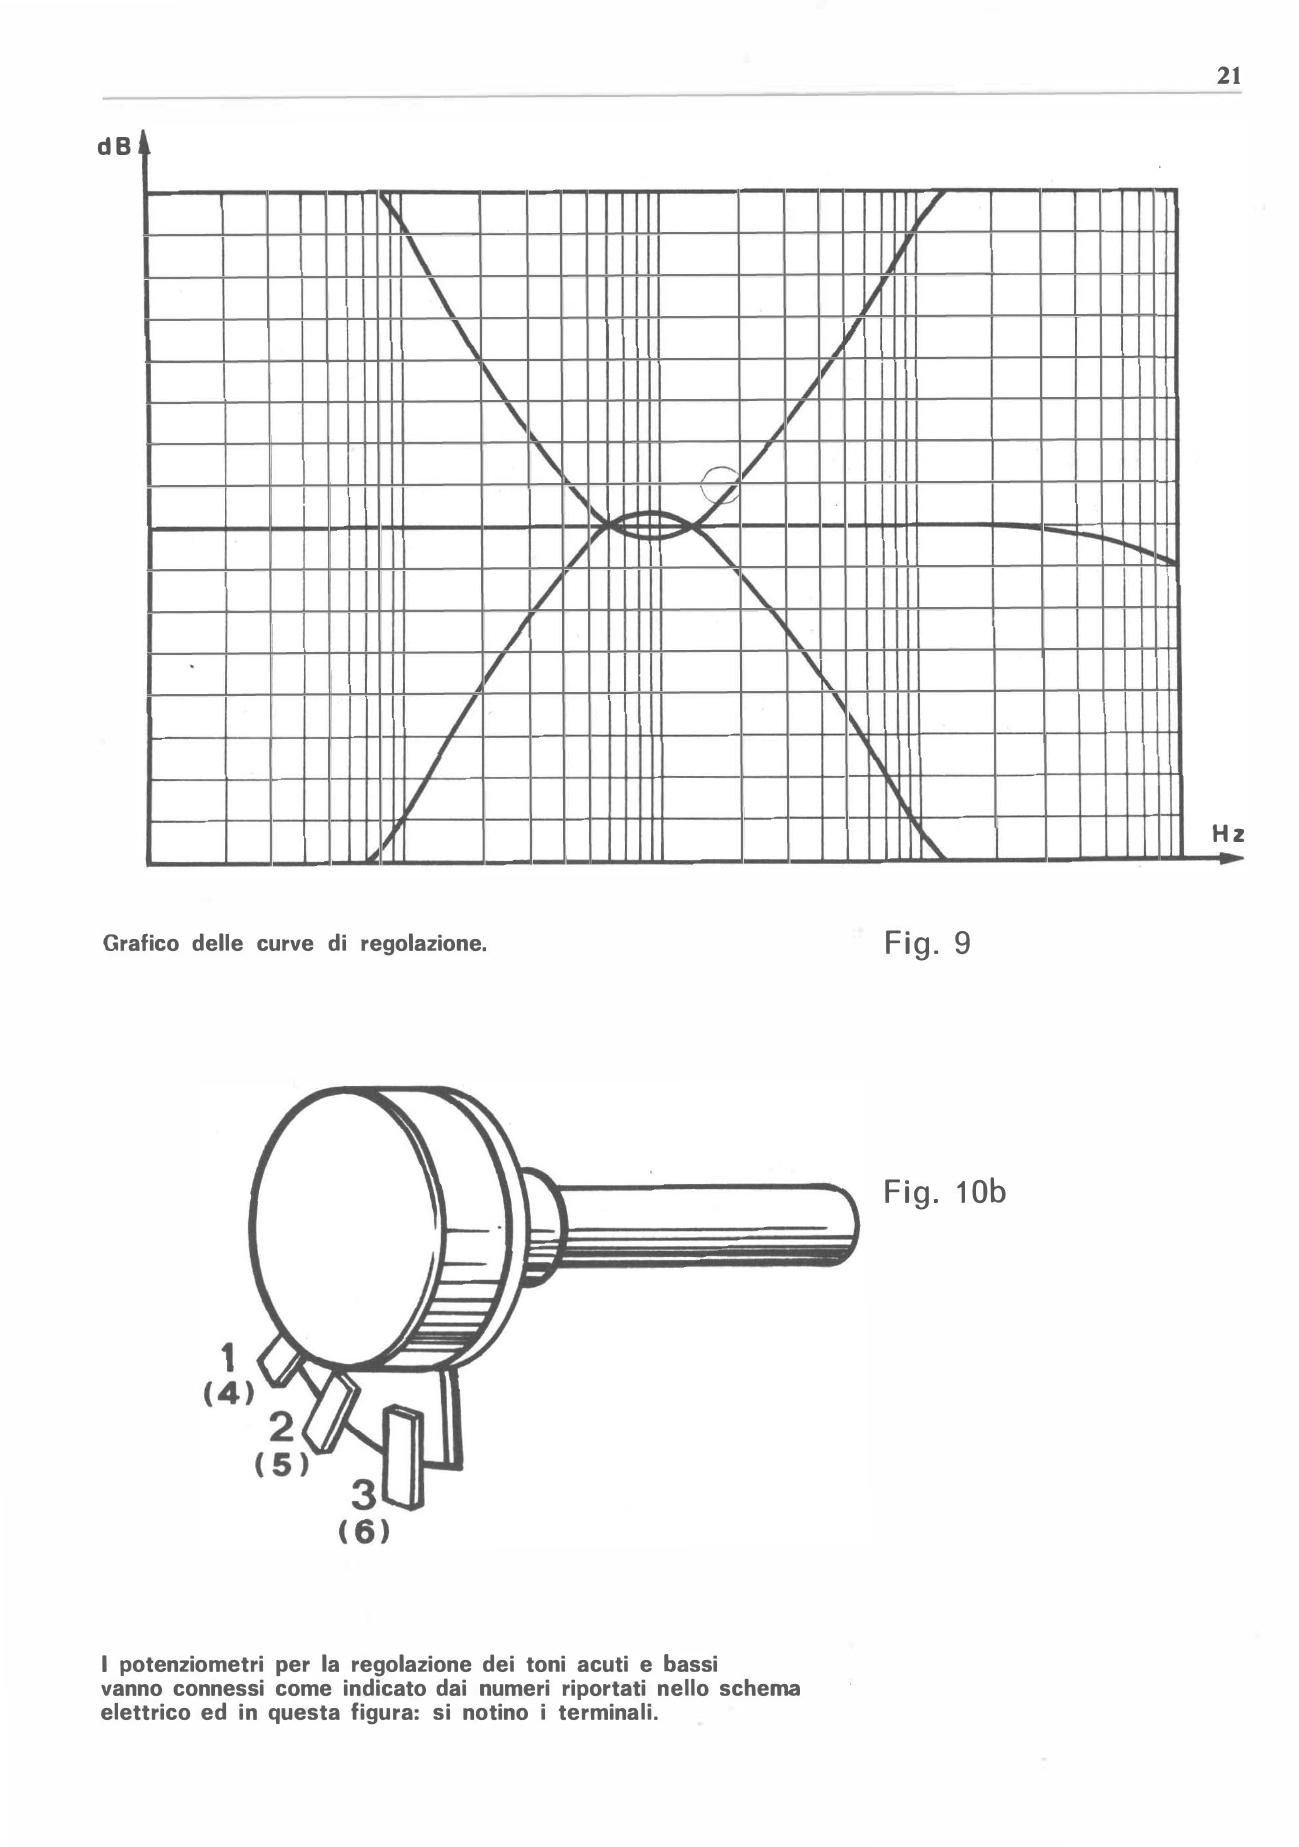 21
dB
Hz
Grafico delle curve di regolazione.
Fig. 9
Fig. 10b
1
(4)
2
(5)
3
(6)
I potenziometri per la regolazione dei toni acuti e bassi
vanno connessi come indicato dai numeri riportati nello schema
elettrico ed in questa figura: si notino i terminali.